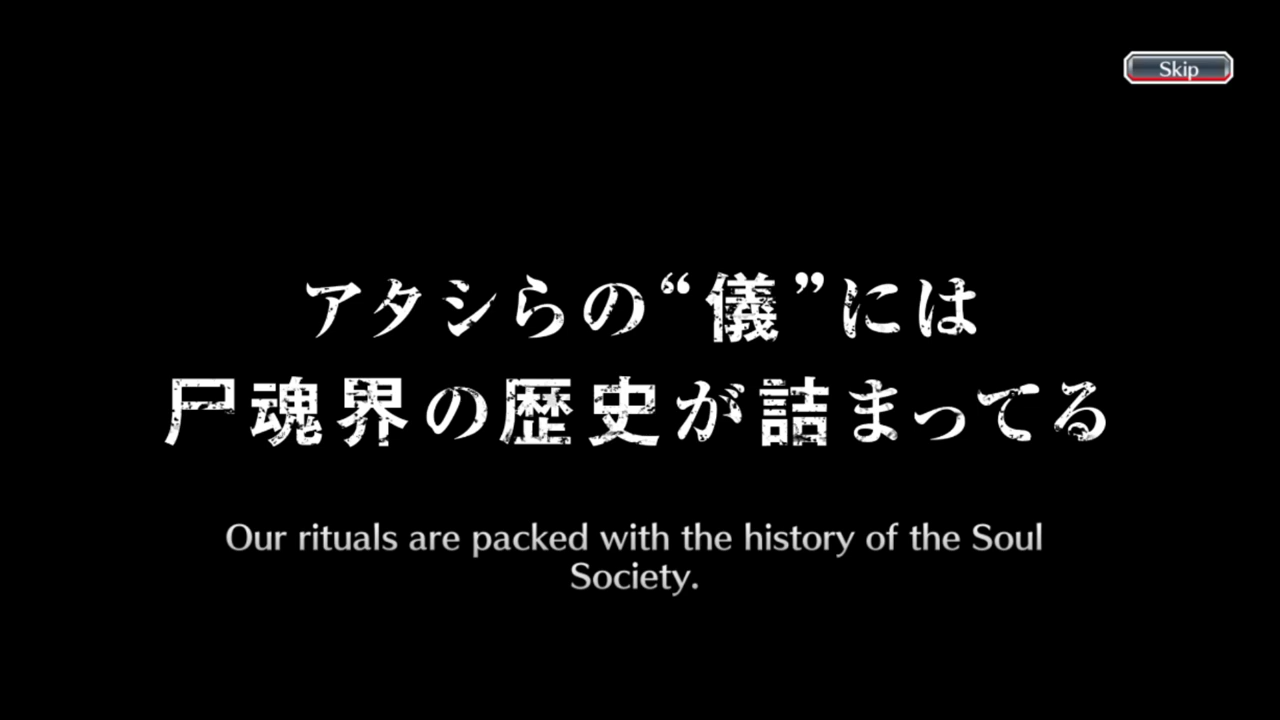 Skip
アタシらの“儀”には
尸魂界の歴史が詰まってる
Our rituals are packed with the history of the Soul
Society.